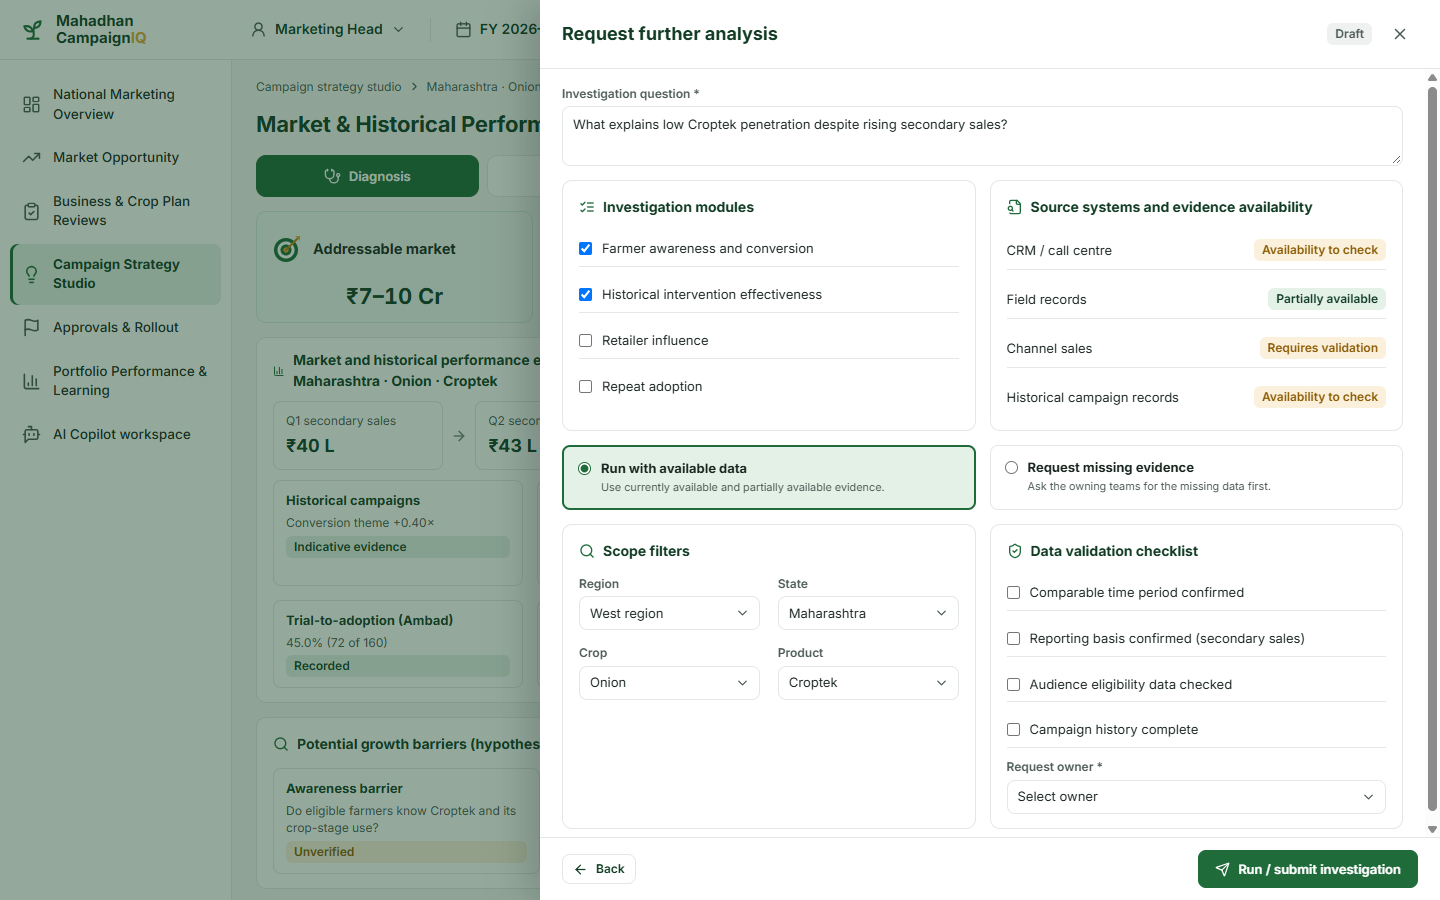 Mahadhan
CampaignIQ
Marketing Head
FY 2026-
National Marketing
Overview
Market Opportunity
Business & Crop Plan
Reviews
Campaign Strategy
Studio
Approvals & Rollout
Portfolio Performance &
Learning
AI Copilot workspace
Campaign strategy studio
Maharashtra · Onion
Market & Historical Perform
Diagnosis
Addressable market
₹7–10 Cr
Market and historical performance e
Maharashtra · Onion · Croptek
Q1 secondary sales
₹40 L
Q2 secon
₹43 L
Historical campaigns
Conversion theme +0.40×
Indicative evidence
Trial-to-adoption (Ambad)
45.0% (72 of 160)
Recorded
Potential growth barriers (hypothes
Awareness barrier
Do eligible farmers know Croptek and its
crop-stage use?
Unverified
Request further analysis
Draft
Investigation question *
What explains low Croptek penetration despite rising secondary sales?
Investigation modules
Farmer awareness and conversion
Historical intervention effectiveness
Retailer influence
Repeat adoption
Source systems and evidence availability
CRM / call centre
Availability to check
Field records
Partially available
Channel sales
Requires validation
Historical campaign records
Availability to check
Run with available data
Use currently available and partially available evidence.
Request missing evidence
Ask the owning teams for the missing data first.
Scope filters
Region
State
West region
Maharashtra
Crop
Product
Onion
Croptek
Data validation checklist
Comparable time period confirmed
Reporting basis confirmed (secondary sales)
Audience eligibility data checked
Campaign history complete
Request owner *
Select owner
Back
Run / submit investigation